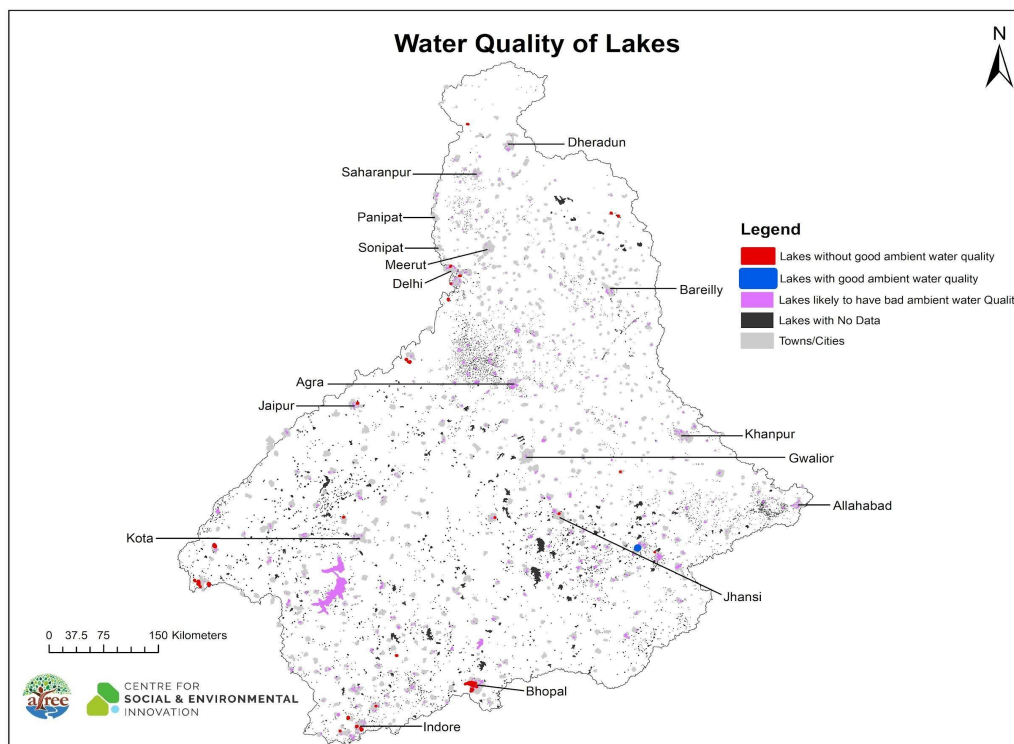 Water Quality of Lakes
N
Dheradun
Saharanpur
Panipat
Sonipat
Meerut
Delhi
Bareilly
Legend
Lakes without good ambient water quality
Lakes with good ambient water quality
Lakes likely to have bad ambient water Qualit
Lakes with No Data
Towns/Cities
Agra
Jaipur
Khanpur
Gwalior
Allahabad
Kota
Jhansi
0 37.5 75 150 Kilometers
Bhopal
Indore
aTree
CENTRE FOR
SOCIAL & ENVIRONMENTAL
INNOVATION